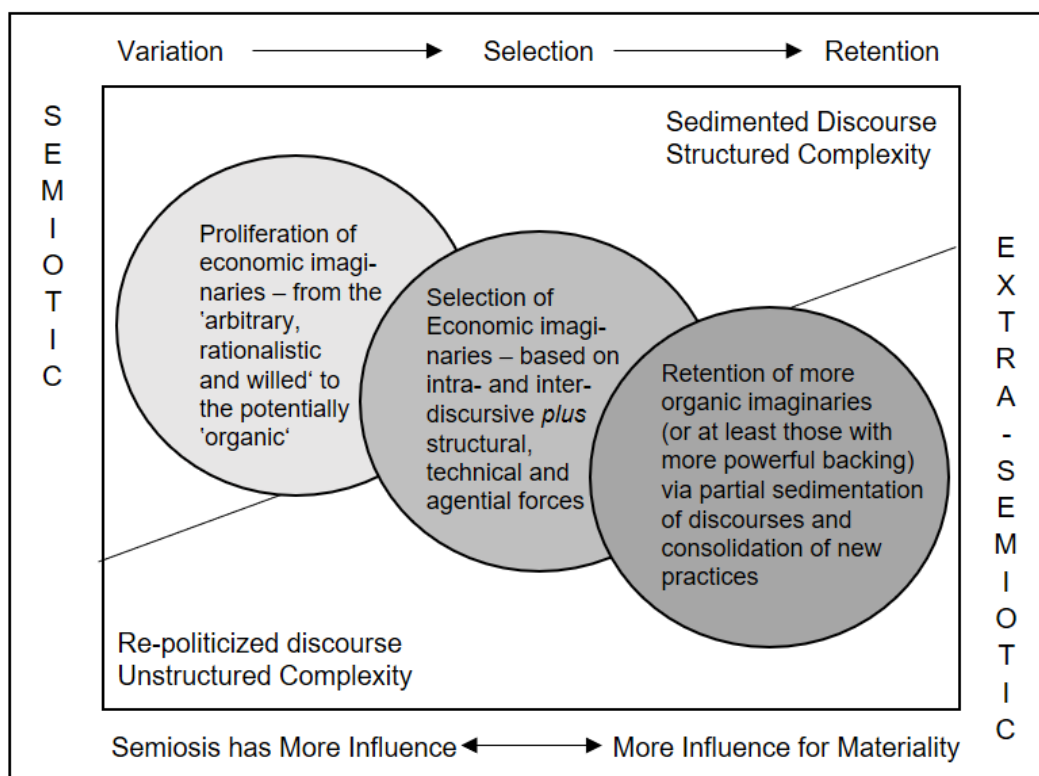 Variation
Selection
Retention
SEMIOTIC
Sedimented Discourse
Structured Complexity
Proliferation of
economic imagi-
naries – from the
‛arbitrary,
rationalistic
and willed‛ to
the potentially
‛organic‛
Selection of
Economic imagi-
naries – based on
intra- and inter-
discursive plus
structural,
technical and
agential forces
Retention of more
organic imaginaries
(or at least those with
more powerful backing)
via partial sedimentation
of discourses and
consolidation of new
practices
EXTRA-SEMIOTIC
Re-politicized discourse
Unstructured Complexity
Semiosis has More Influence
More Influence for Materiality